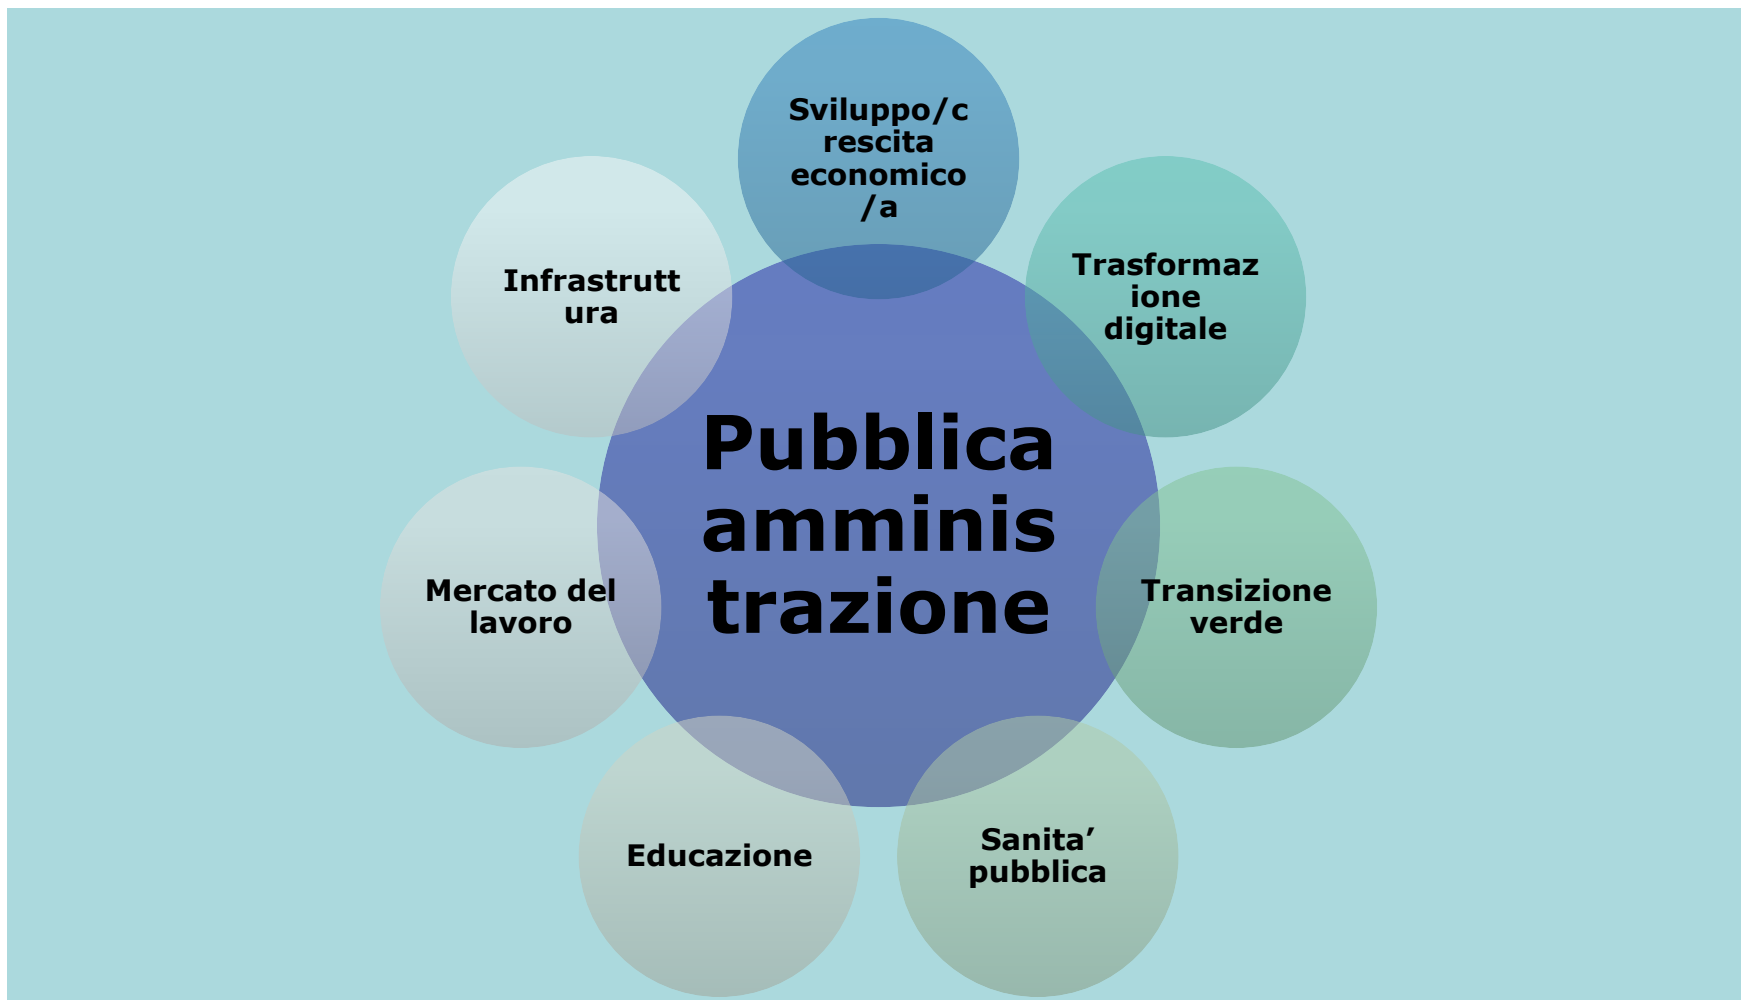 Sviluppo/c
rescita
economico
/a
Trasformaz
ione
digitale
Transizione
verde
Sanita’
pubblica
Educazione
Mercato del
lavoro
Infrastrutt
ura
Pubblica
amminis
trazione